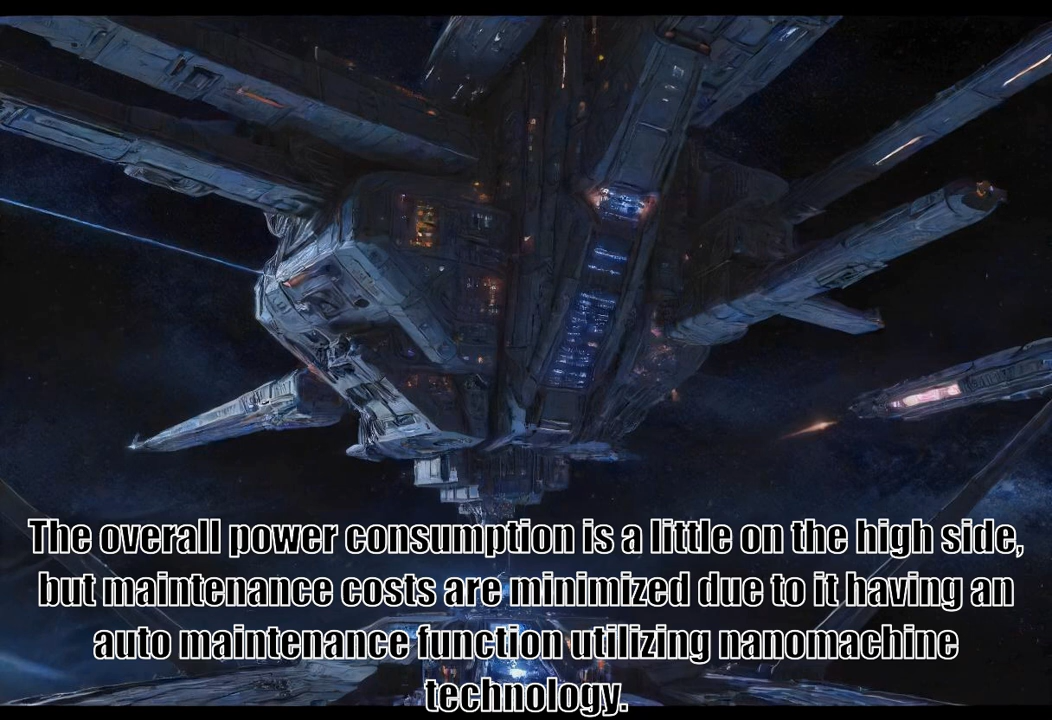 The overall power consumption is a little on the high side,
but maintenance costs are minimized due to it having an
auto maintenance function utilizing nanomachine
technology.